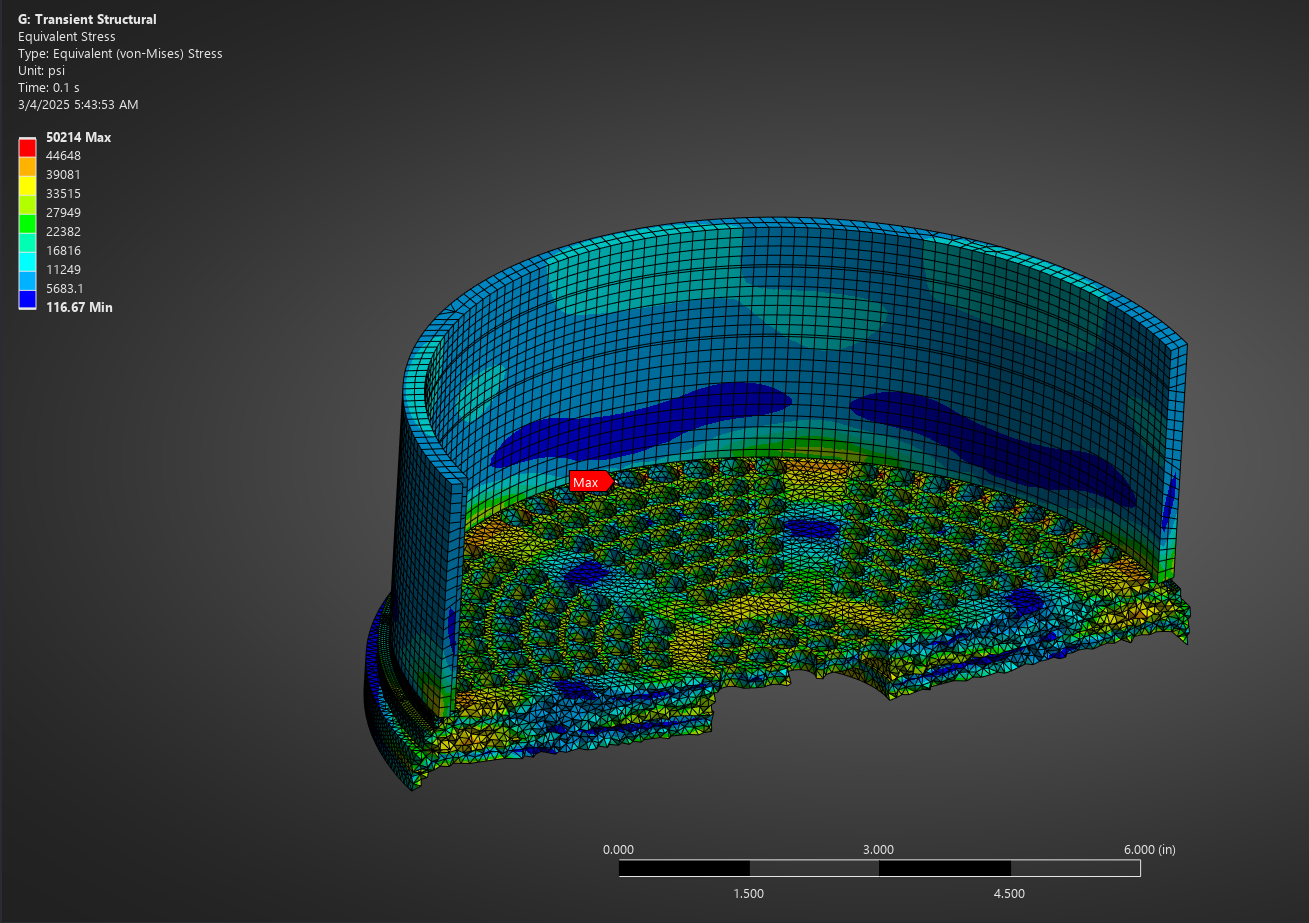 G: Transient Structural
Equivalent Stress
Type: Equivalent (von-Mises) Stress
Unit: psi
Time: 0.1 s
3/4/2025 5:43:53 AM
50214 Max
44648
39081
33515
27949
22382
16816
11249
5683.1
116.67 Min
Max
0.000 3.000 6.000 (in)
1.500 4.500